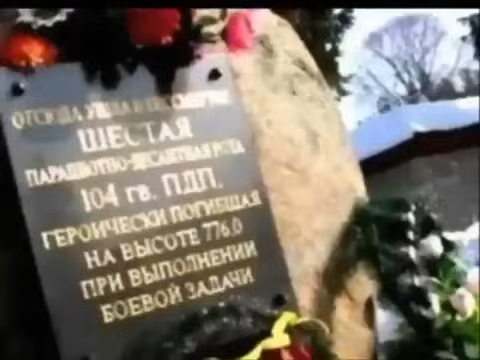 ОТСЮДА УШЛА В БЕССМЕРТИЕ
ШЕСТАЯ
ПАРАШЮТНО-ДЕСАНТНАЯ РОТА
104 гв. ПДП.
ГЕРОИЧЕСКИ ПОГИБШАЯ
НА ВЫСОТЕ 776.0
ПРИ ВЫПОЛНЕНИИ
БОЕВОЙ ЗАДАЧИ